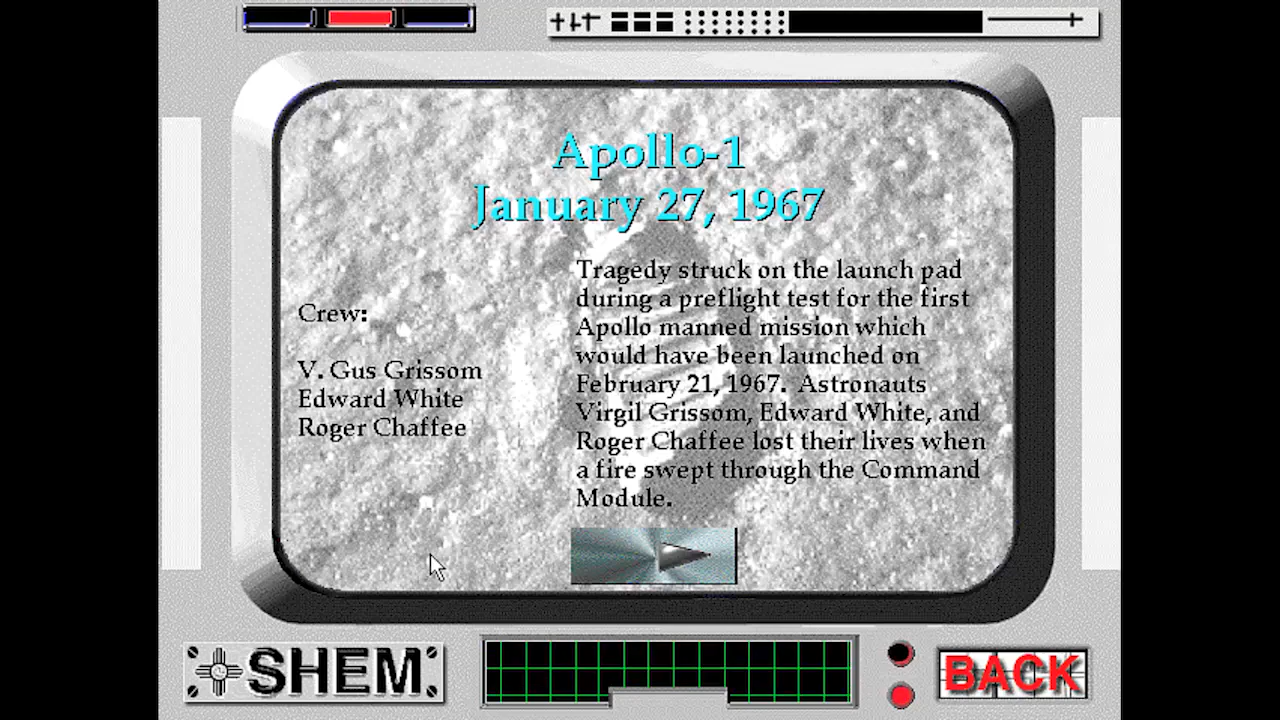 Apollo-1
January 27, 1967
Crew:
V. Gus Grissom
Edward White
Roger Chaffee
Tragedy struck on the launch pad
during a preflight test for the first
Apollo manned mission which
would have been launched on
February 21, 1967.  Astronauts
Virgil Grissom, Edward White, and
Roger Chaffee lost their lives when
a fire swept through the Command
Module.
SHEM
BACK